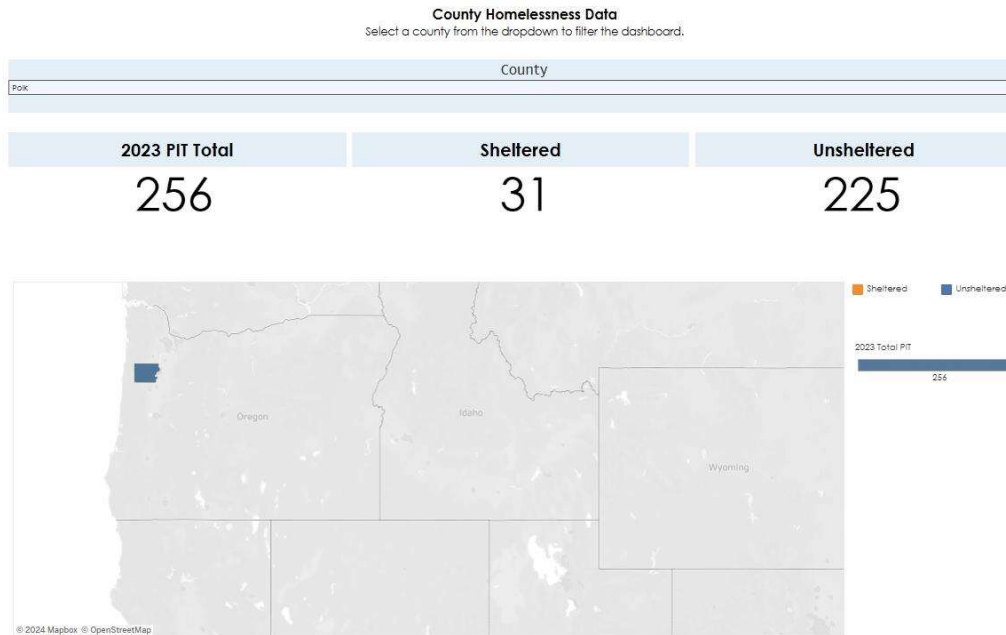 County Homelessness Data
Select a county from the dropdown to filter the dashboard.
County
Polk
2023 PIT Total
Sheltered
Unsheltered
256
31
225
Sheltered
Unsheltered
2023 Total PIT
256
Oregon
Idaho
Wyoming
© 2024 Mapbox © OpenStreetMap